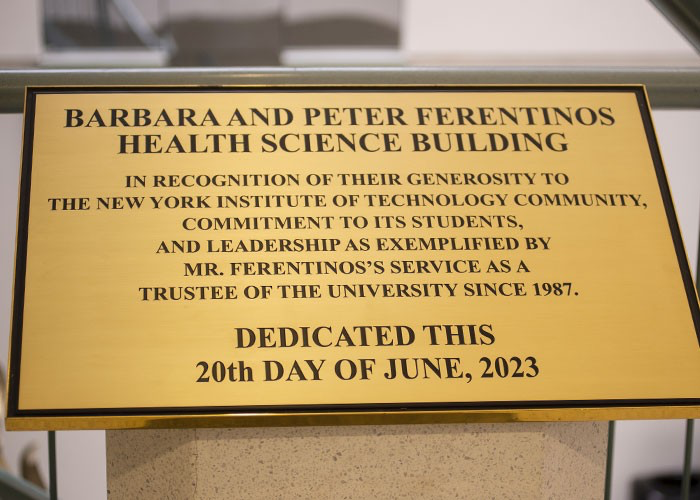 BARBARA AND PETER FERENTINOS
HEALTH SCIENCE BUILDING
IN RECOGNITION OF THEIR GENEROSITY TO
THE NEW YORK INSTITUTE OF TECHNOLOGY COMMUNITY,
COMMITMENT TO ITS STUDENTS,
AND LEADERSHIP AS EXEMPLIFIED BY
MR. FERENTINOS'S SERVICE AS A
TRUSTEE OF THE UNIVERSITY SINCE 1987.
DEDICATED THIS
20th DAY OF JUNE, 2023